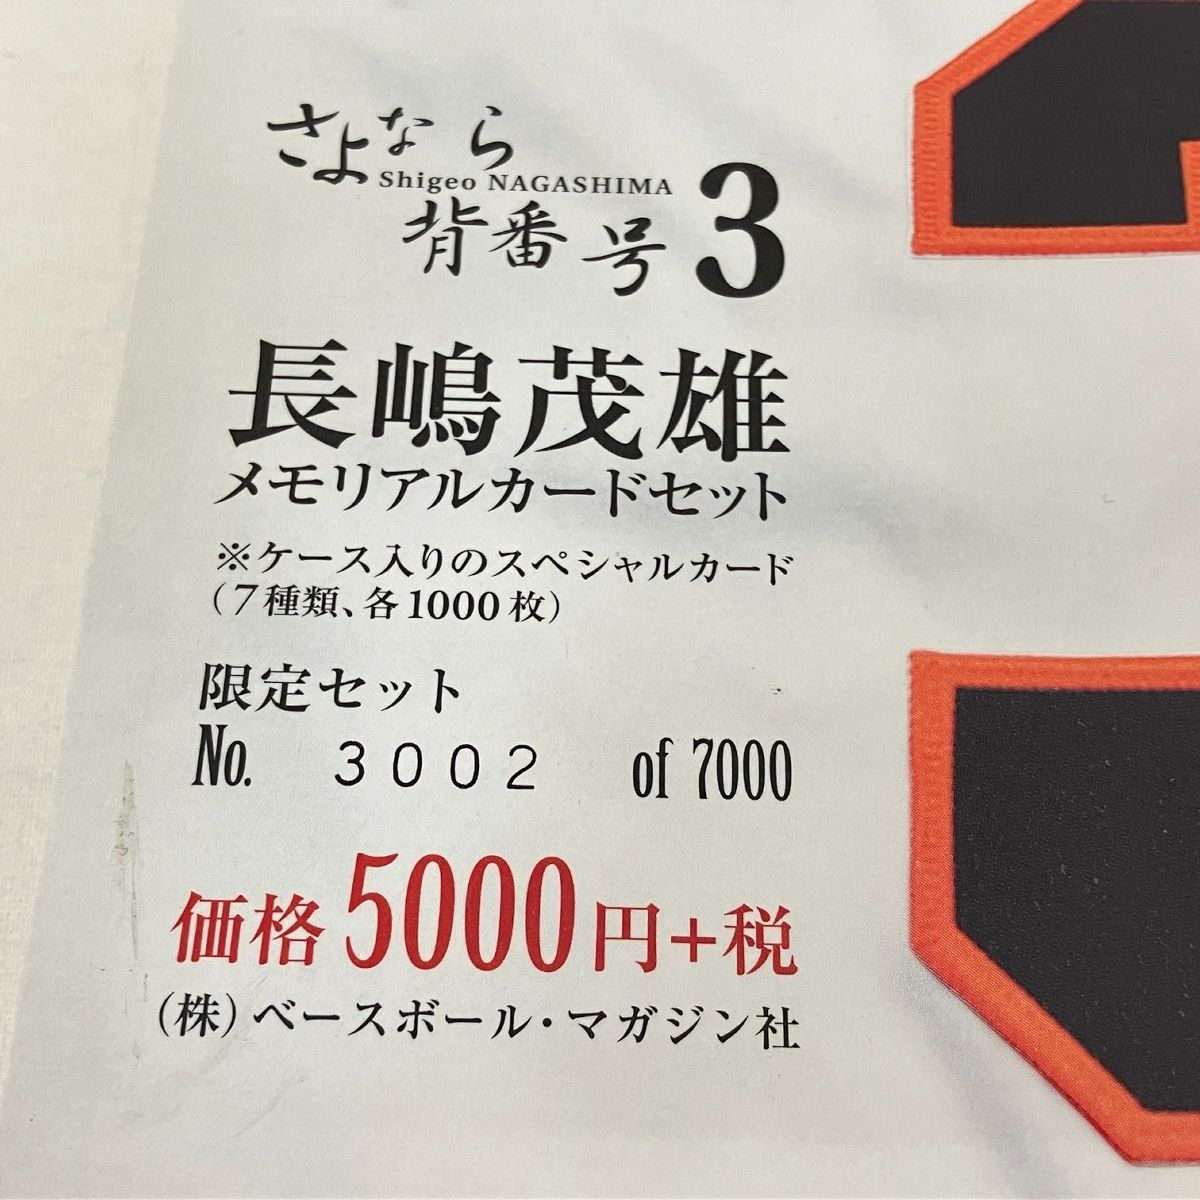 さよなら
Shigeo NAGASHIMA
背番号3
長嶋茂雄
メモリアルカードセット
※ケース入りのスペシャルカード
(7種類、各1000枚)
限定セット
No. 3002 of 7000
価格5000円+税
(株)ベースボール・マガジン社